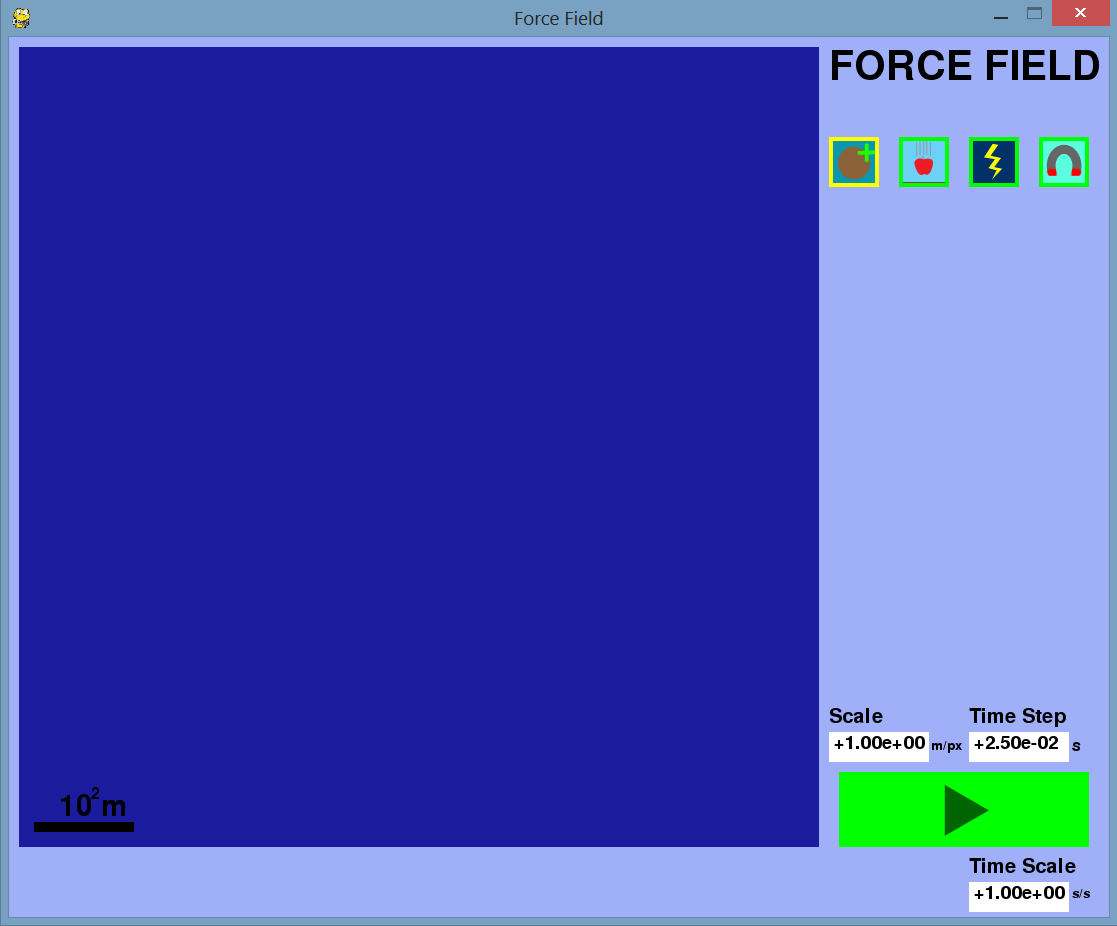 Force Field
FORCE FIELD
Scale
Time Step
+1.00e+00 m/px
+2.50e-02 s
10² m
Time Scale
+1.00e+00 s/s